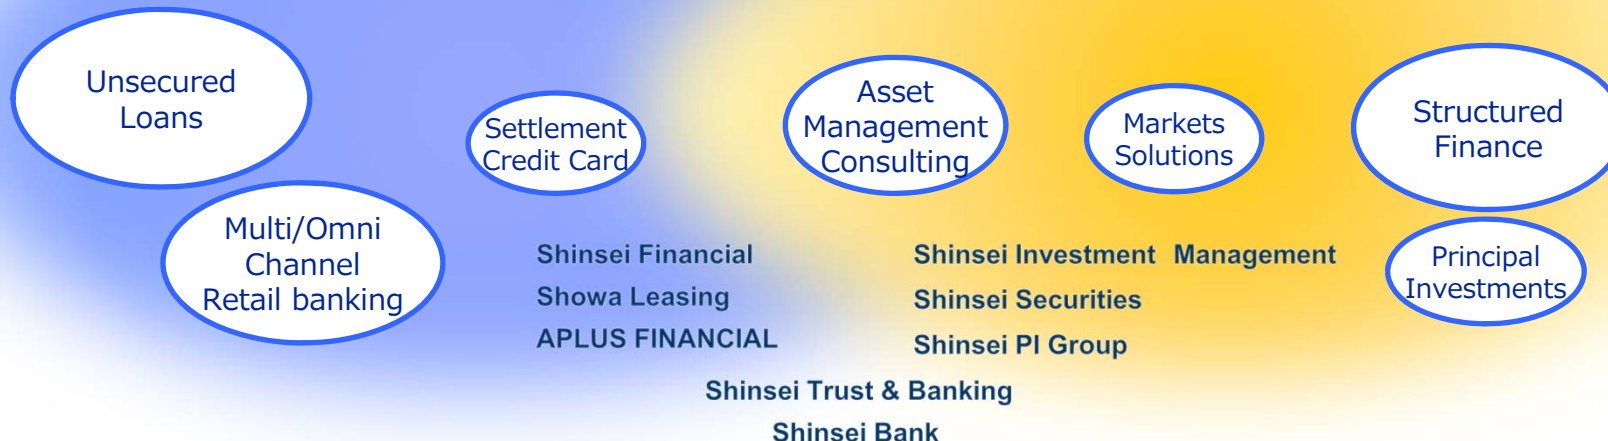 Unsecured
Loans
Settlement
Credit Card
Asset
Management
Consulting
Markets
Solutions
Structured
Finance
Multi/Omni
Channel
Retail banking
Shinsei Financial
Showa Leasing
APLUS FINANCIAL
Shinsei Investment Management
Shinsei Securities
Shinsei PI Group
Principal
Investments
Shinsei Trust & Banking
Shinsei Bank